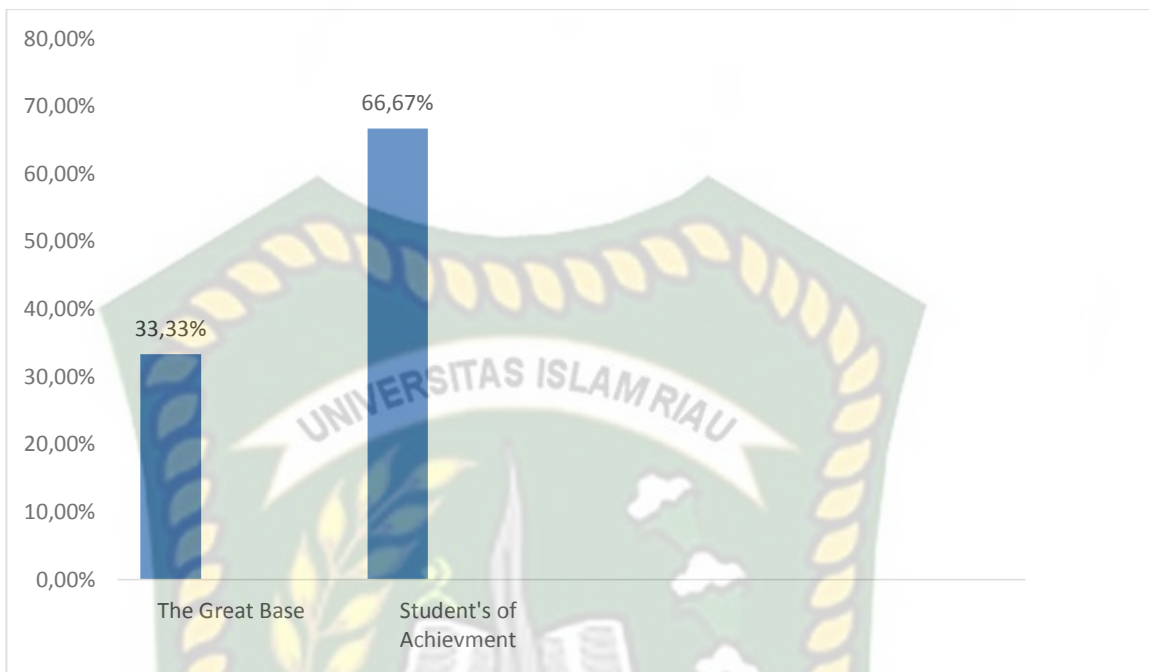 80,00%
70,00%
60,00%
50,00%
40,00%
30,00%
20,00%
10,00%
0,00%
33,33%
66,67%
The Great Base
Student's of
Achievment
UNIVERSITAS ISLAM RIAU